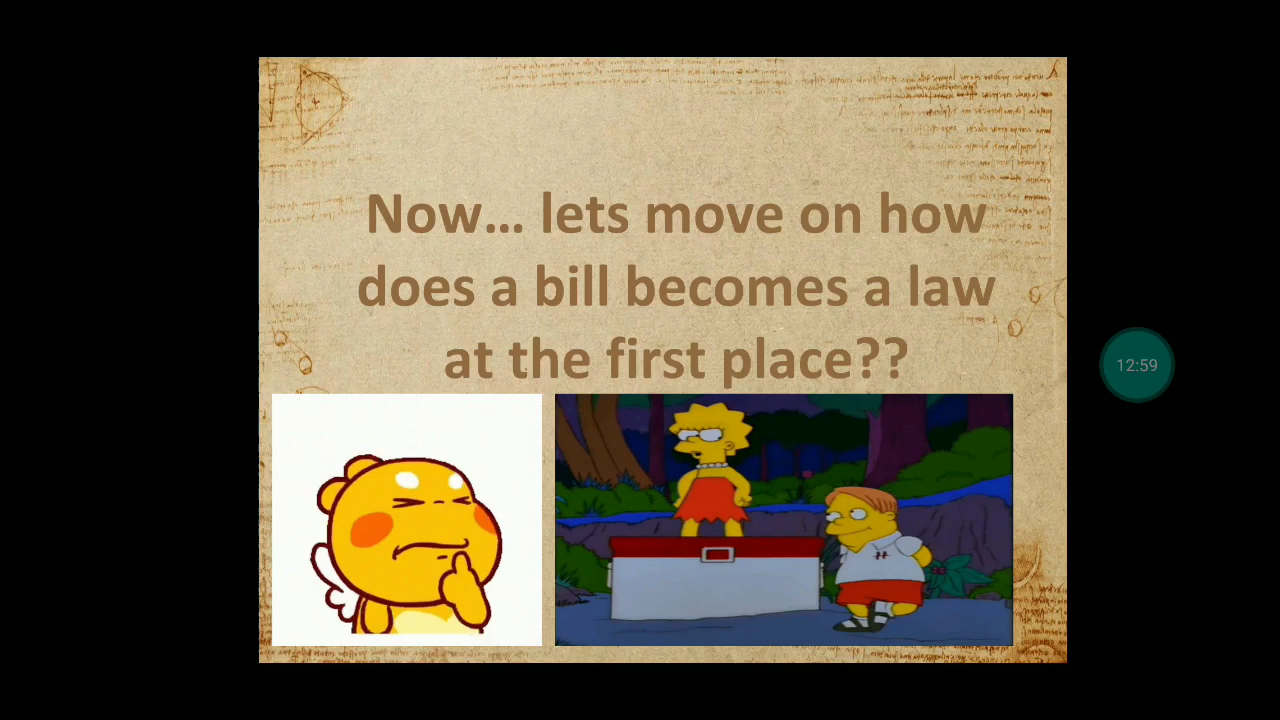 Now... lets move on how
does a bill becomes a law
at the first place??
12:59